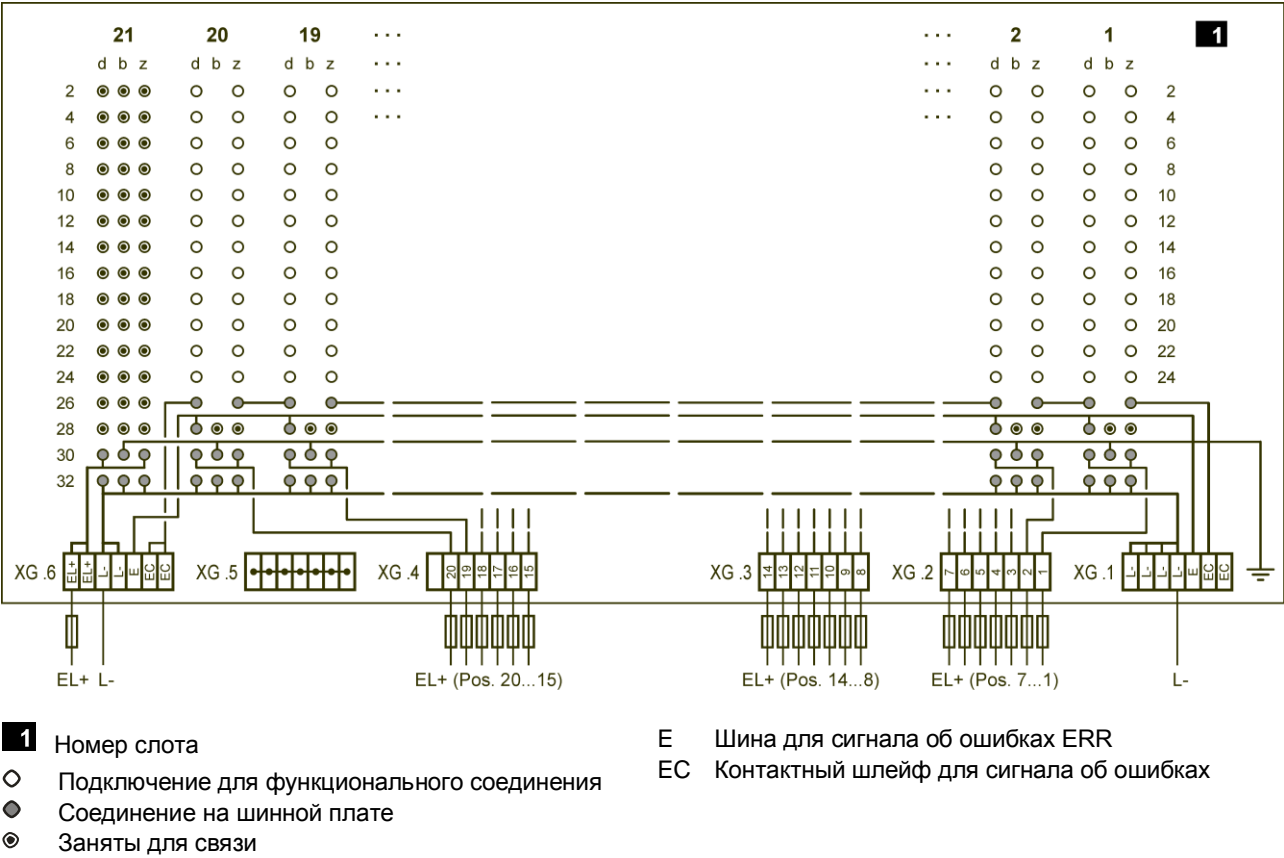 21 20 19 · · · · · · 2 1 1
d b z d b z d b z · · · · · · d b z d b z
2 · · · · · · 2
4 · · · · · · 4
6 6
8 8
10 10
12 12
14 14
16 16
18 18
20 20
22 22
24 24
26
28
30
32
XG .6 EL+ EL+ L- L- E EC EC XG .5 XG .4 20 19 18 17 16 15 XG .3 14 13 12 11 10 9 8 XG .2 7 6 5 4 3 2 1 XG .1 L- L- L- L- E EC EC
EL+ L- EL+ (Pos. 20...15) EL+ (Pos. 14...8) EL+ (Pos. 7...1) L-
1 Номер слота
Подключение для функционального соединения
Соединение на шинной плате
Заняты для связи
E Шина для сигнала об ошибках ERR
EC Контактный шлейф для сигнала об ошибках